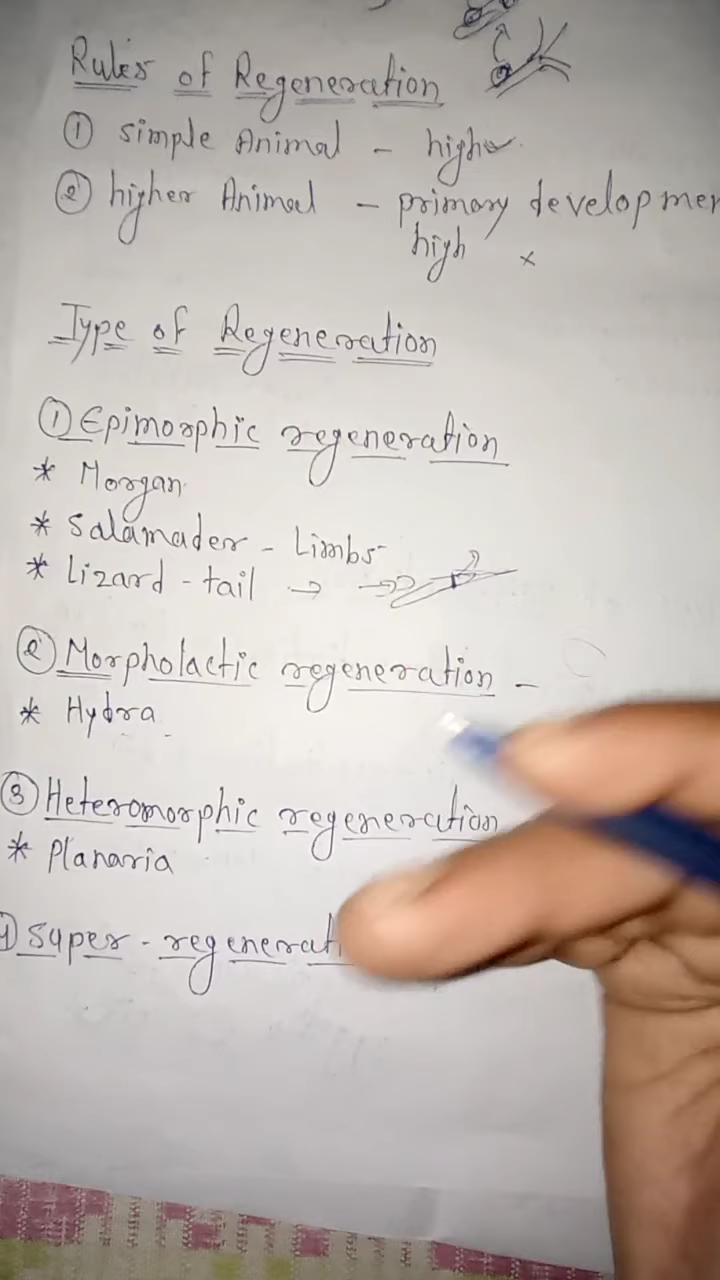 Rules of Regeneration
① Simple Animal - higher
② higher Animal - primary developmen
high ×
Type of Regeneration
① Epimorphic regeneration
* Morgan
* Salamader - Limbs
* Lizard - tail →
② Morpholactic regeneration -
* Hydra
③ Heteromorphic regeneration
* Planaria
④ Super - regenerati